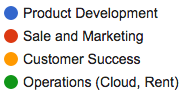 Product Development
Sale and Marketing
Customer Success
Operations (Cloud, Rent)